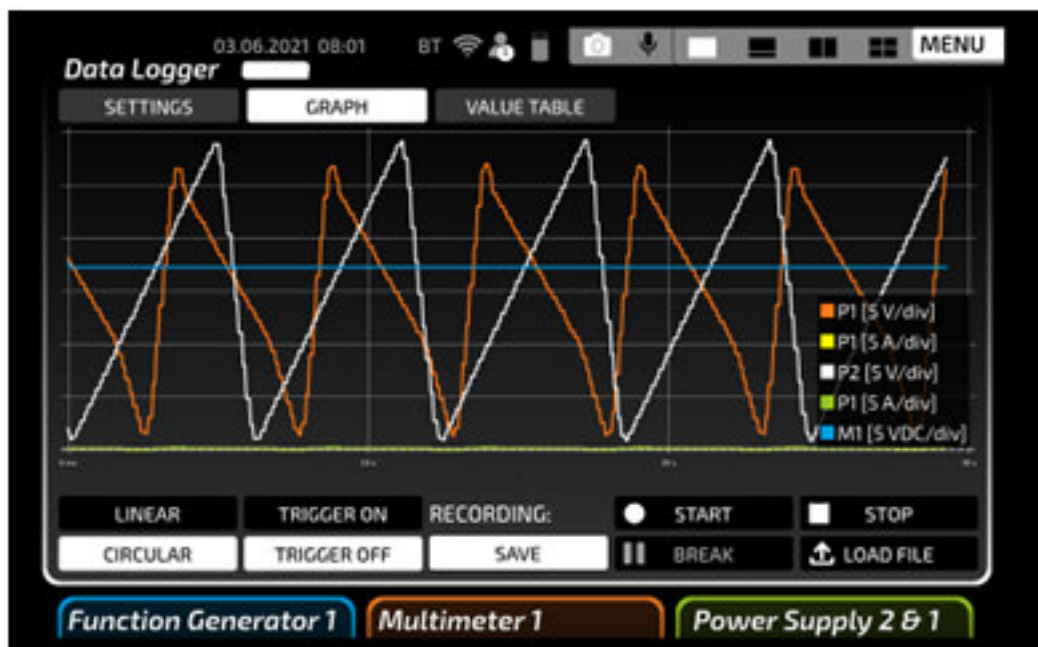 03.06.2021 08:01 BT MENU
Data Logger
SETTINGS GRAPH VALUE TABLE
P1 [5 V/div]
P1 [5 A/div]
P2 [5 V/div]
P1 [5 A/div]
M1 [5 VDC/div]
LINEAR TRIGGER ON RECORDING: START STOP
CIRCULAR TRIGGER OFF SAVE BREAK LOAD FILE
Function Generator 1 Multimeter 1 Power Supply 2 & 1